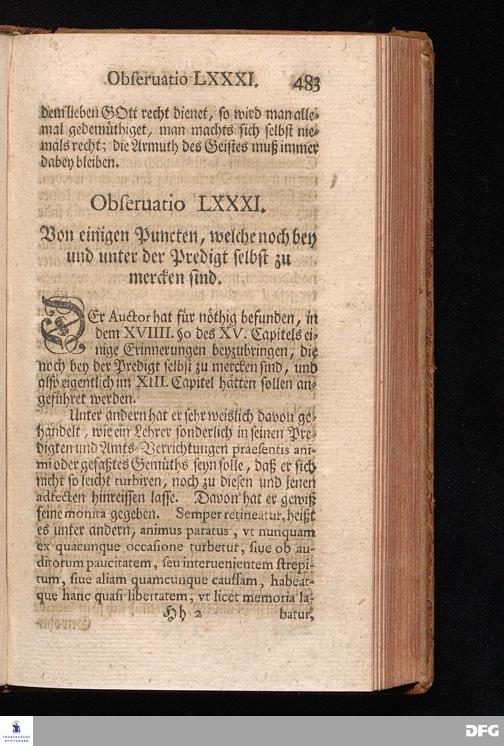 Obſeruatio LXXXI. 483
dem lieben GOtt recht dienet, ſo wird man alle-
mal gedemüthiget, man machts ſich ſelbſt nie-
mals recht; die Armuth des Geiſtes muß immer
dabey bleiben.
Obſeruatio LXXXI.
Von einigen Puncten, welche noch bey
und unter der Predigt ſelbſt zu
mercken ſind.
DEr Auctor hat für nöthig befunden, in
dem XVIIII. §o des XV. Capitels ei-
nige Erinnerungen beyzubringen, die
noch bey der Predigt ſelbſt zu mercken ſind, und
alſo eigentlich im XIII. Capitel hätten ſollen an-
geführet werden.
Unter andern hat er ſehr weislich davon ge-
handelt, wie ein Lehrer ſonderlich in ſeinen Pre-
digten und Amts-Verrichtungen praeſentis ani-
mi oder gefaßtes Gemüths ſeyn ſolle, daß er ſich
nicht ſo leicht turbiren, noch zu dieſen und jenen
adfecten hinreiſſen laſſe. Davon hat er gewiß
feine monita gegeben. Semper retineatur, heißt
es unter andern, animus paratus, vt nunquam
ex quacunque occaſione turbetur, ſiue ob au-
ditorum paucitatem, ſeu interuenientem ſtrepi-
tum, ſiue aliam quamcunque cauſſam, habeat-
que hanc quaſi libertatem, vt licet memoria la-
Hh 2 batur,
FRANCKESCHE
STIFTUNGEN
DFG